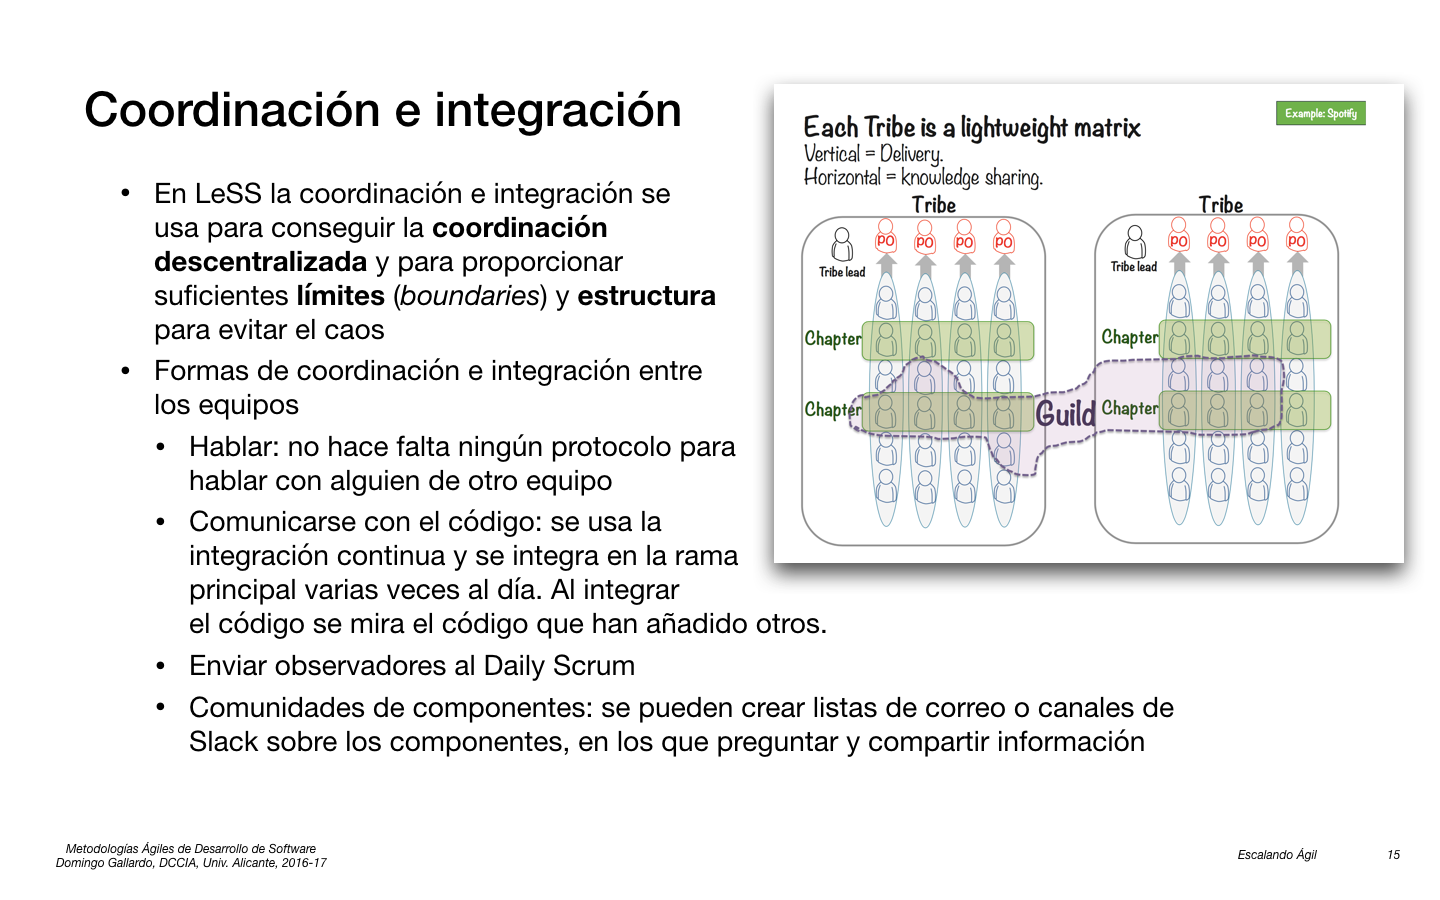 Coordinación e integración
• En LeSS la coordinación e integración se
usa para conseguir la coordinación
descentralizada y para proporcionar
suficientes límites (boundaries) y estructura
para evitar el caos
• Formas de coordinación e integración entre
los equipos
• Hablar: no hace falta ningún protocolo para
hablar con alguien de otro equipo
• Comunicarse con el código: se usa la
integración continua y se integra en la rama
principal varias veces al día. Al integrar
el código se mira el código que han añadido otros.
• Enviar observadores al Daily Scrum
• Comunidades de componentes: se pueden crear listas de correo o canales de
Slack sobre los componentes, en los que preguntar y compartir información
Example: Spotify
Each Tribe is a lightweight matrix
Vertical = Delivery.
Horizontal = knowledge sharing.
Tribe
Tribe
PO PO PO PO
PO PO PO PO
Tribe lead
Tribe lead
Chapter
Chapter
Chapter
Guild
Chapter
Metodologías Ágiles de Desarrollo de Software
Domingo Gallardo, DCCIA, Univ. Alicante, 2016-17
Escalando Ágil
15